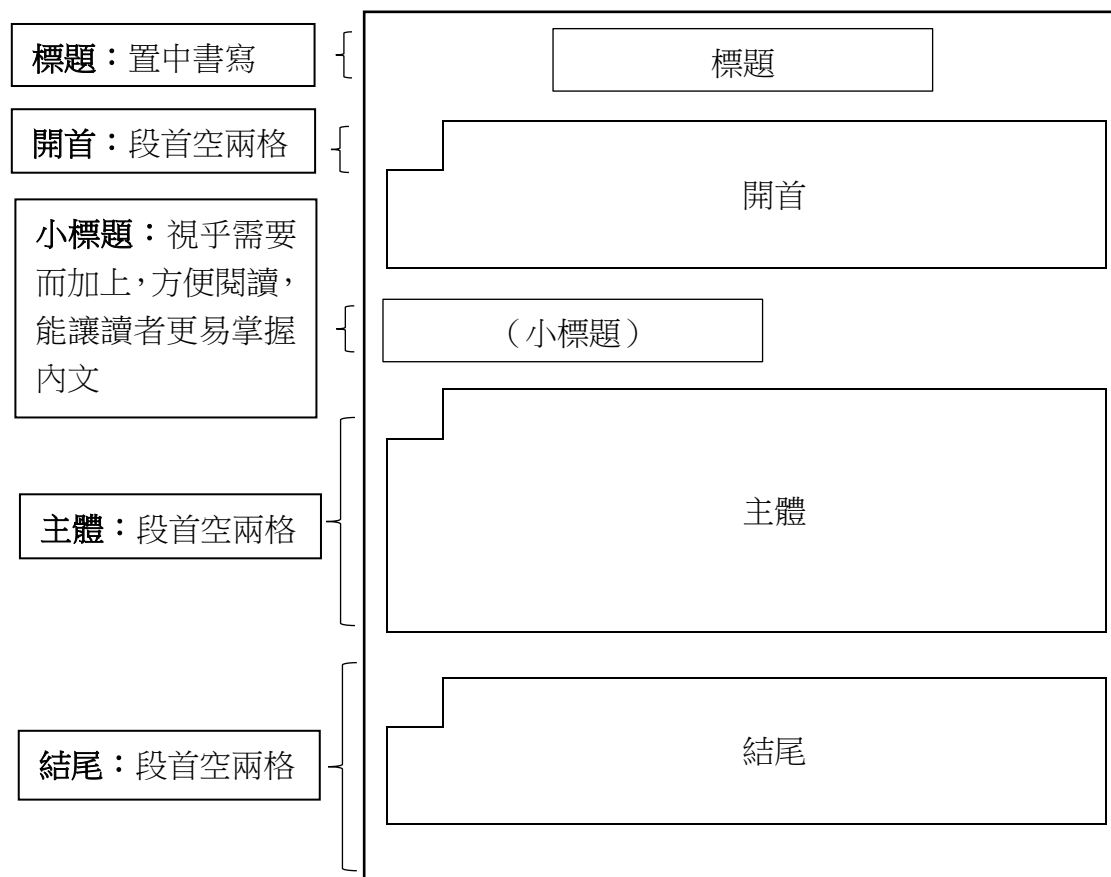 標題：置中書寫
標題
開首：段首空兩格
開首
小標題：視乎需要
而加上，方便閱讀，
能讓讀者更易掌握
內文
（小標題）
主體：段首空兩格
主體
結尾：段首空兩格
結尾